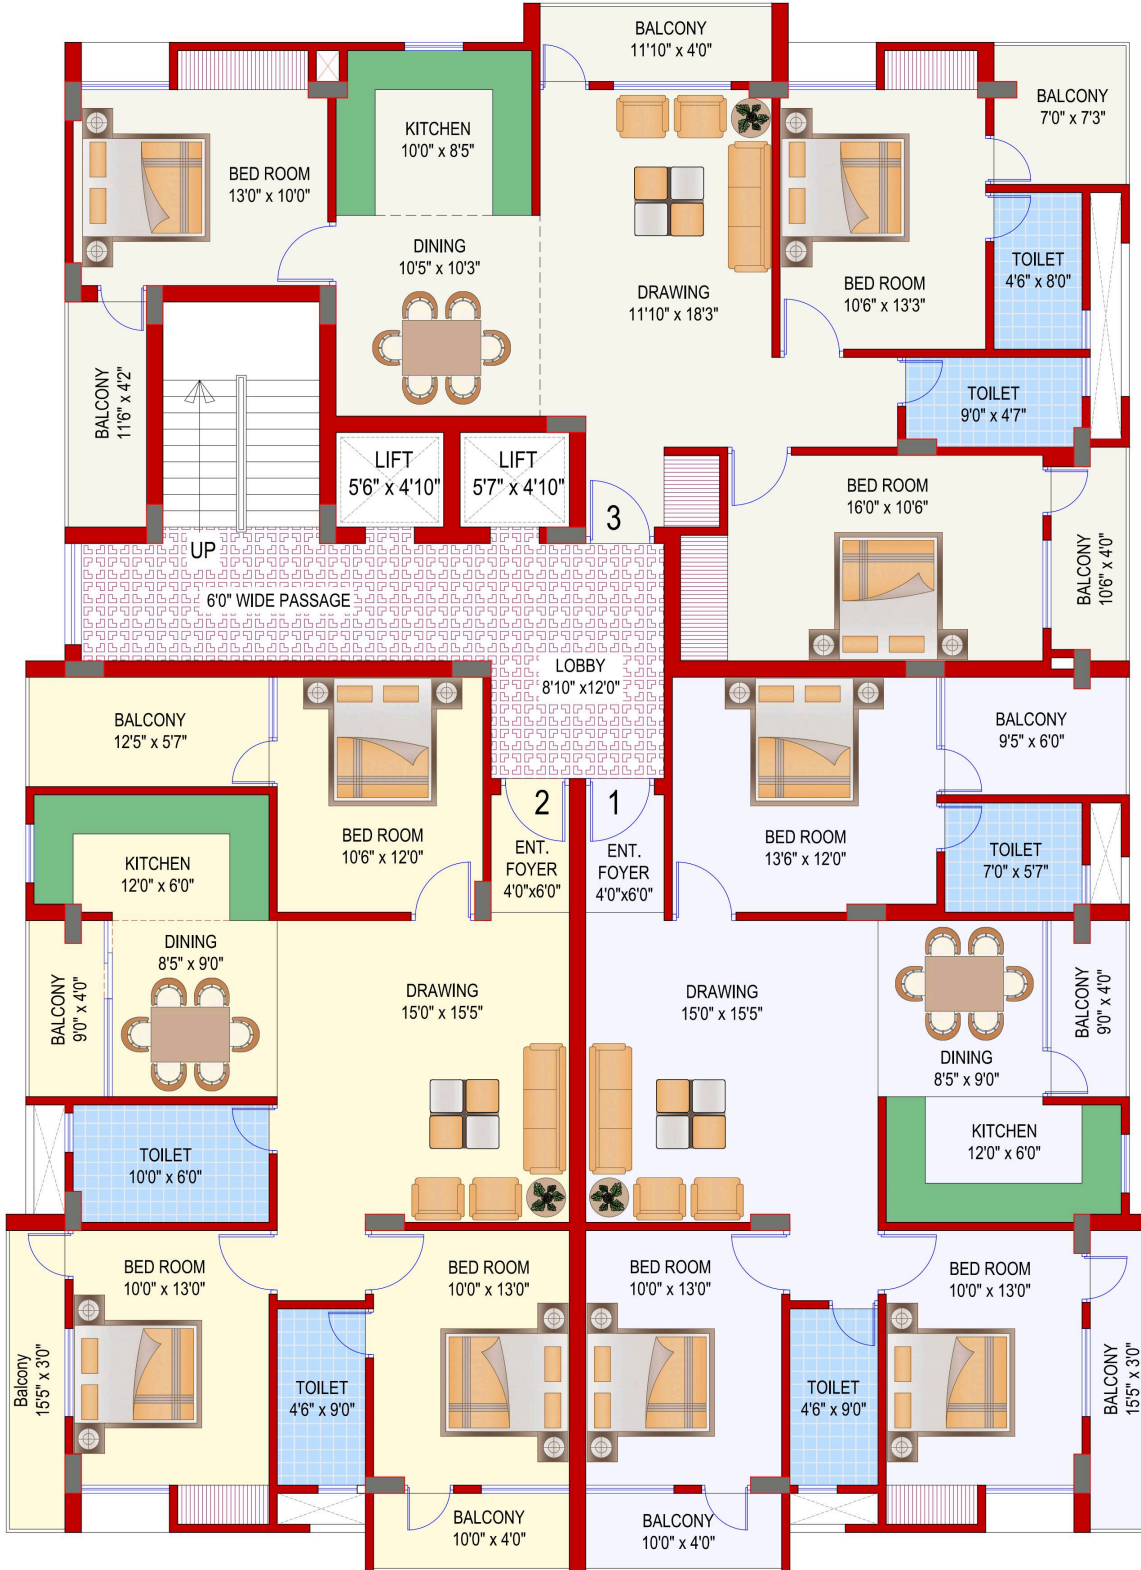 BALCONY
11'10" x 4'0"
KITCHEN
10'0" x 8'5"
BALCONY
7'0" x 7'3"
BED ROOM
13'0" x 10'0"
DINING
10'5" x 10'3"
DRAWING
11'10" x 18'3"
BED ROOM
10'6" x 13'3"
TOILET
4'6" x 8'0"
BALCONY
11'6" x 4'2"
TOILET
9'0" x 4'7"
LIFT
5'6" x 4'10"
LIFT
5'7" x 4'10"
3
BED ROOM
16'0" x 10'6"
BALCONY
10'6" x 4'0"
UP
6'0" WIDE PASSAGE
LOBBY
8'10" x12'0"
BALCONY
12'5" x 5'7"
BALCONY
9'5" x 6'0"
2
1
BED ROOM
10'6" x 12'0"
ENT.
FOYER
4'0"x6'0"
ENT.
FOYER
4'0"x6'0"
BED ROOM
13'6" x 12'0"
TOILET
7'0" x 5'7"
KITCHEN
12'0" x 6'0"
DINING
8'5" x 9'0"
BALCONY
9'0" x 4'0"
DRAWING
15'0" x 15'5"
DRAWING
15'0" x 15'5"
BALCONY
9'0" x 4'0"
DINING
8'5" x 9'0"
KITCHEN
12'0" x 6'0"
TOILET
10'0" x 6'0"
BED ROOM
10'0" x 13'0"
BED ROOM
10'0" x 13'0"
BED ROOM
10'0" x 13'0"
BED ROOM
10'0" x 13'0"
Balcony
15'5" x 3'0"
TOILET
4'6" x 9'0"
TOILET
4'6" x 9'0"
BALCONY
15'5" x 3'0"
BALCONY
10'0" x 4'0"
BALCONY
10'0" x 4'0"